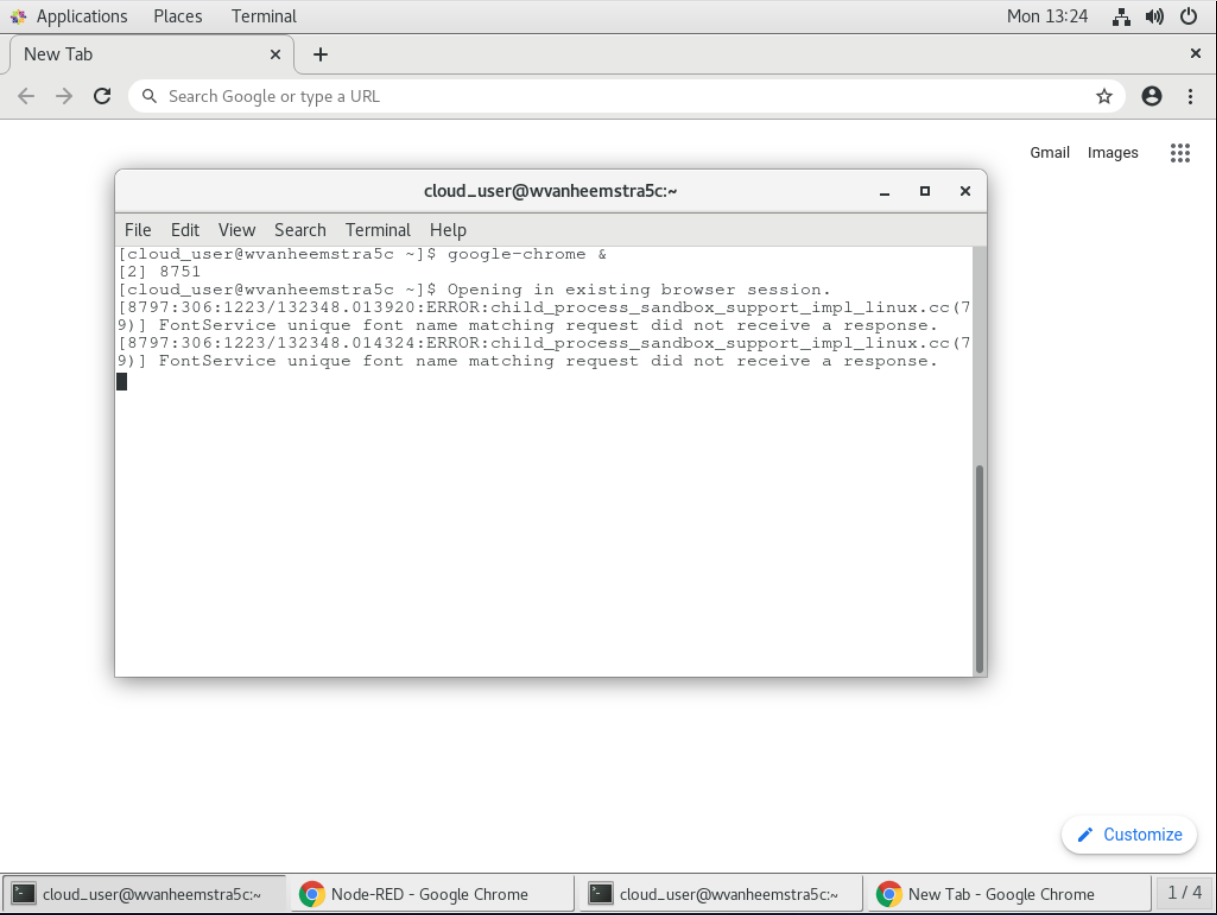 Applications Places Terminal Mon 13:24
New Tab
Search Google or type a URL
Gmail Images
cloud_user@wvanheemstra5c:~
File Edit View Search Terminal Help
[cloud_user@wvanheemstra5c ~]$ google-chrome &
[2] 8751
[cloud_user@wvanheemstra5c ~]$ Opening in existing browser session.
[8797:306:1223/132348.013920:ERROR:child_process_sandbox_support_impl_linux.cc(7
9)] FontService unique font name matching request did not receive a response.
[8797:306:1223/132348.014324:ERROR:child_process_sandbox_support_impl_linux.cc(7
9)] FontService unique font name matching request did not receive a response.
Customize
cloud_user@wvanheemstra5c:~ Node-RED - Google Chrome cloud_user@wvanheemstra5c:~ New Tab - Google Chrome 1 / 4